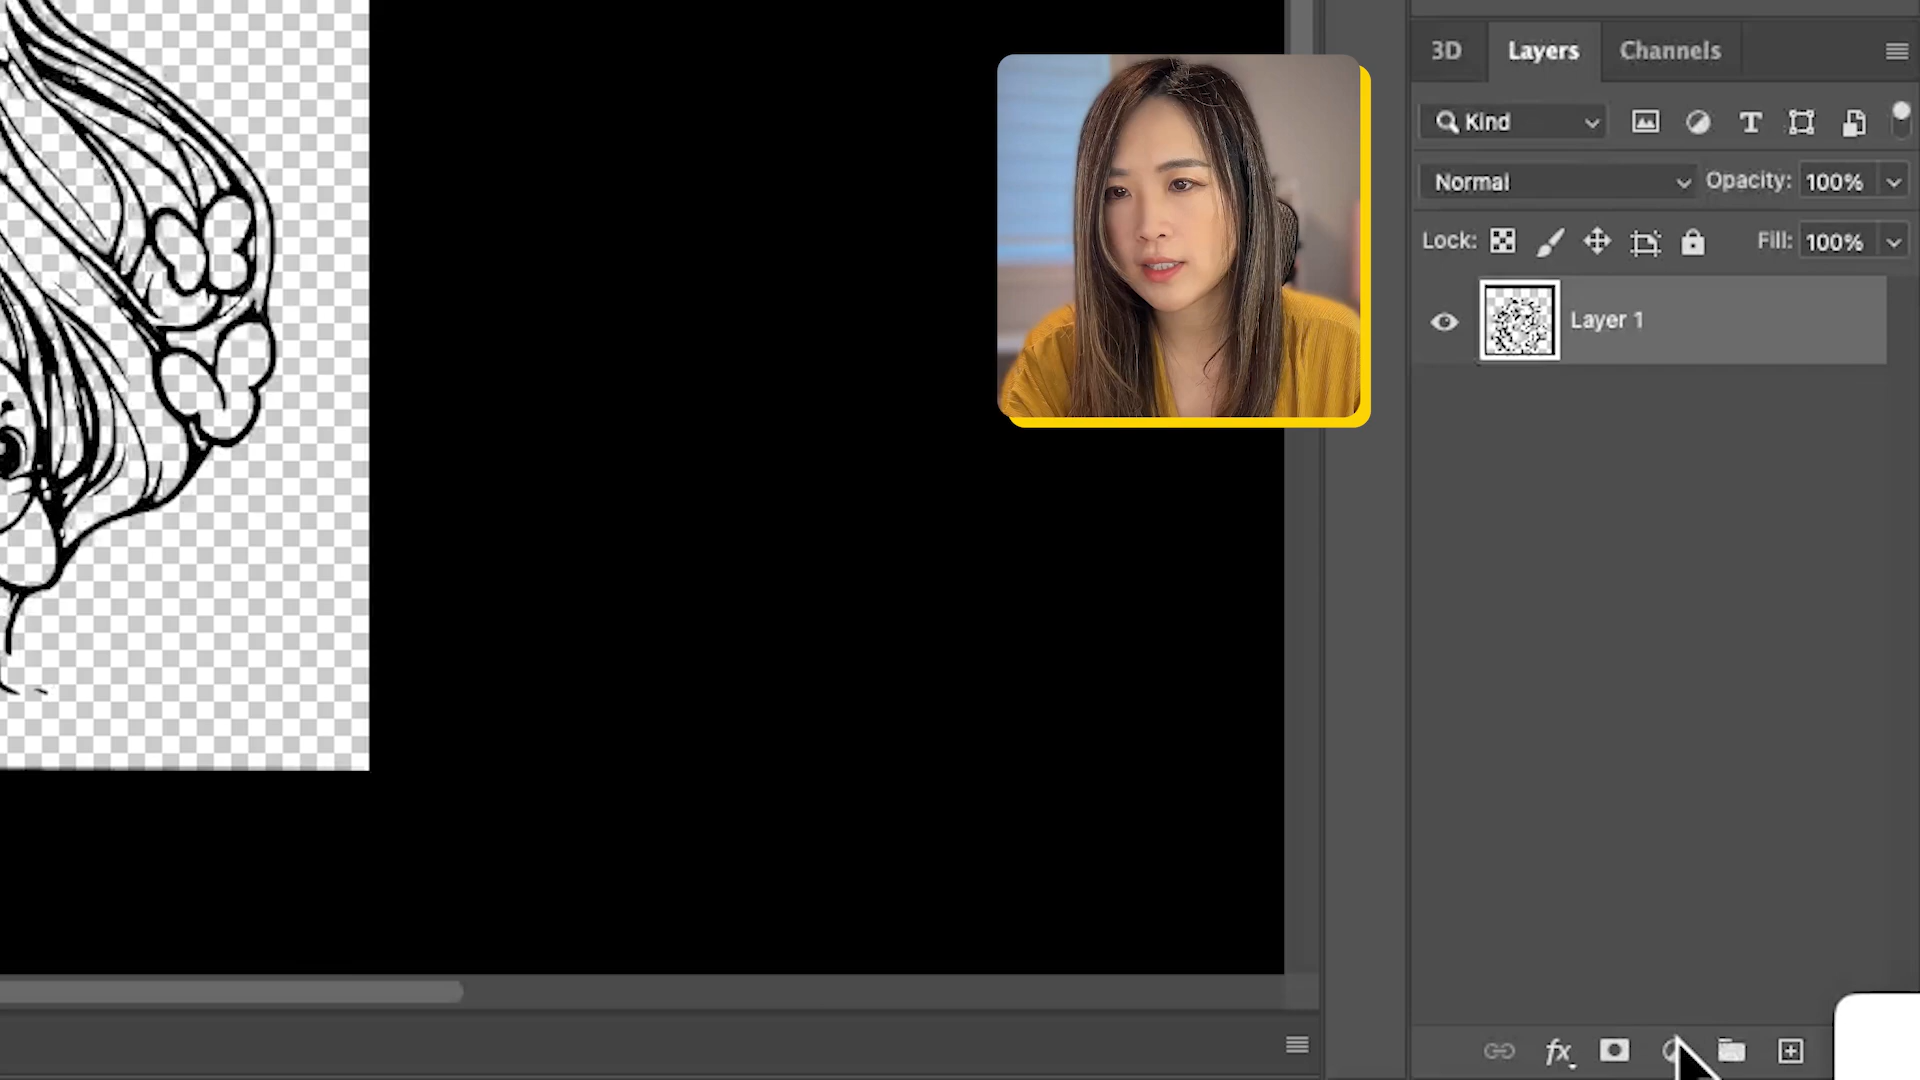 3D Layers Channels
Kind
Normal Opacity: 100%
Lock: Fill: 100%
Layer 1
fx